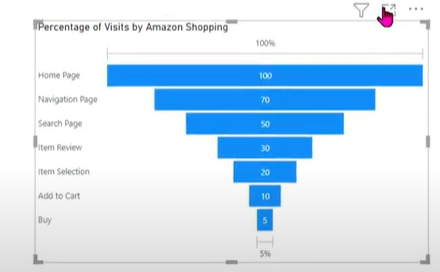 Percentage of Visits by Amazon Shopping
100%
Home Page 100
Navigation Page 70
Search Page 50
Item Review 30
Item Selection 20
Add to Cart 10
Buy 5
5%